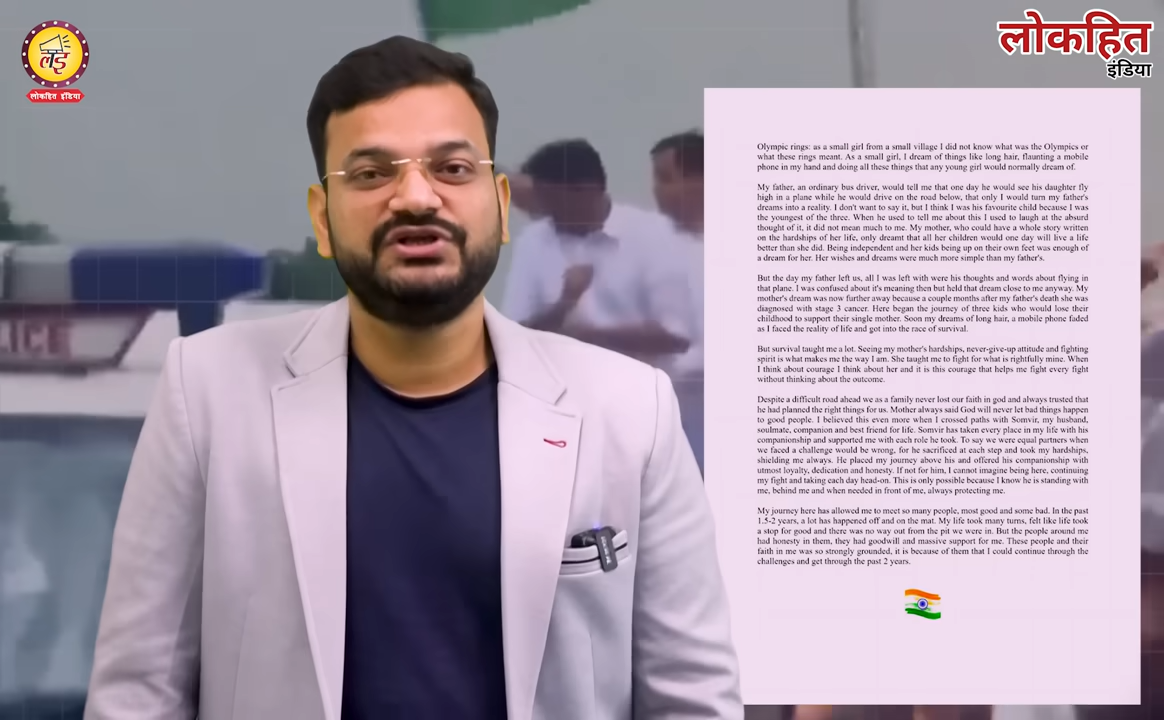 लोकहित
इंडिया
लोकहित इंडिया
POLICE
Olympic rings: as a small girl from a small village I did not know what was the Olympics or
what these rings meant. As a small girl, I dream of things like long hair, flaunting a mobile
phone in my hand and doing all these things that any young girl would normally dream of.
My father, an ordinary bus driver, would tell me that one day he would see his daughter fly
high in a plane while he would drive on the road below, that only I would turn my father's
dreams into a reality. I don't want to say it, but I think I was his favourite child because I was
the youngest of the three. When he used to tell me about this I used to laugh at the absurd
thought of it, it did not mean much to me. My mother, who could have a whole story written
on the hardships of her life, only dreamt that all her children would one day will live a life
better than she did. Being independent and her kids being up on their own feet was enough of
a dream for her. Her wishes and dreams were much more simple than my father's.
But the day my father left us, all I was left with were his thoughts and words about flying in
that plane. I was confused about it's meaning then but held that dream close to me anyway. My
mother's dream was now further away because a couple months after my father's death she was
diagnosed with stage 3 cancer. Here began the journey of three kids who would lose their
childhood to support their single mother. Soon my dreams of long hair, a mobile phone faded
as I faced the reality of life and got into the race of survival.
But survival taught me a lot. Seeing my mother's hardships, never-give-up attitude and fighting
spirit is what makes me the way I am. She taught me to fight for what is rightfully mine. When
I think about courage I think about her and it is this courage that helps me fight every fight
without thinking about the outcome.
Despite a difficult road ahead we as a family never lost our faith in god and always trusted that
he had planned the right things for us. Mother always said God will never let bad things happen
to good people. I believed this even more when I crossed paths with Somvir, my husband,
soulmate, companion and best friend for life. Somvir has taken every place in my life with his
companionship and supported me with each role he took. To say we were equal partners when
we faced a challenge would be wrong, for he sacrificed at each step and took my hardships,
shielding me always. He placed my journey above his and offered his companionship with
utmost loyalty, dedication and honesty. If not for him, I cannot imagine being here, continuing
my fight and taking each day head-on. This is only possible because I know he is standing with
me, behind me and when needed in front of me, always protecting me.
My journey here has allowed me to meet so many people, most good and some bad. In the past
1.5-2 years, a lot has happened off and on the mat. My life took many turns, felt like life took
a stop for good and there was no way out from the pit we were in. But the people around me
had honesty in them, they had goodwill and massive support for me. These people and their
faith in me was so strongly grounded, it is because of them that I could continue through the
challenges and get through the past 2 years.